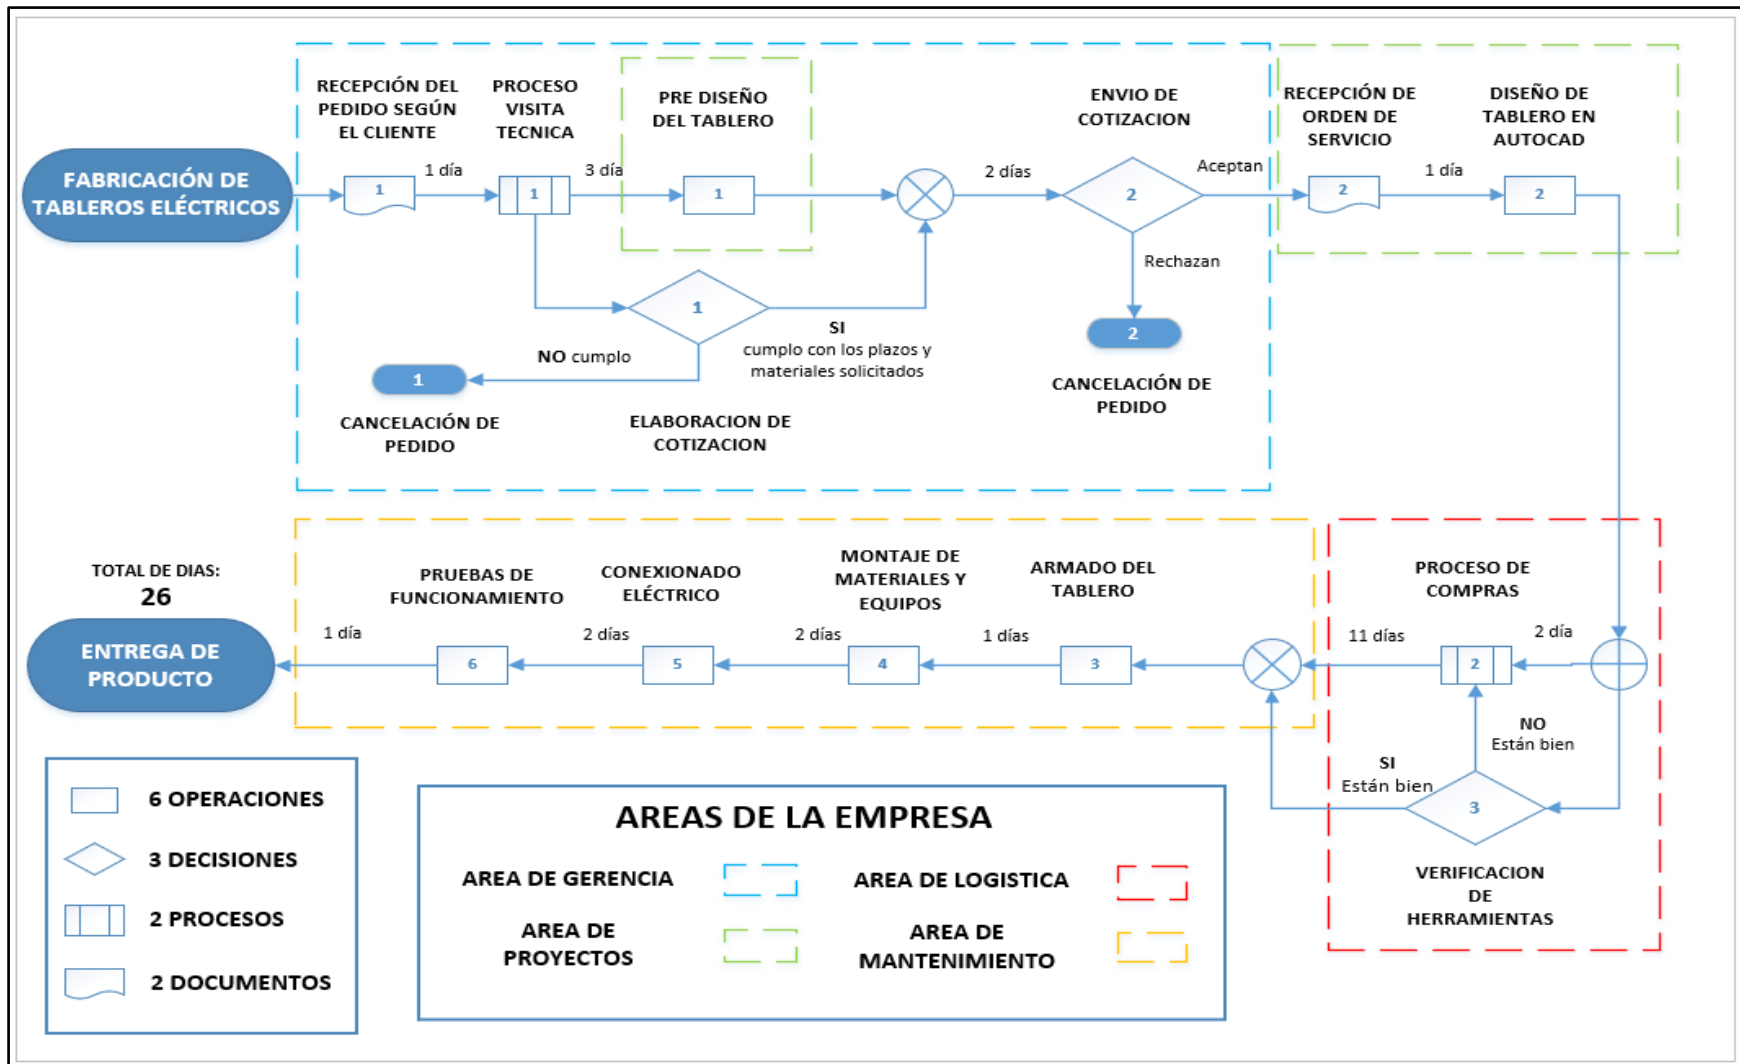 RECEPCIÓN DEL
PEDIDO SEGÚN
EL CLIENTE
PROCESO
VISITA
TECNICA
PRE DISEÑO
DEL TABLERO
ENVIO DE
COTIZACION
RECEPCIÓN DE
ORDEN DE
SERVICIO
DISEÑO DE
TABLERO EN
AUTOCAD
FABRICACIÓN DE
TABLEROS ELÉCTRICOS
1
1 día
1
3 día
1
2 días
2
Aceptan
2
1 día
2
Rechazan
1
2
NO cumplo
SI
cumplo con los plazos y
materiales solicitados
1
CANCELACIÓN DE
PEDIDO
ELABORACION DE
COTIZACION
CANCELACIÓN DE
PEDIDO
TOTAL DE DIAS:
26
PRUEBAS DE
FUNCIONAMIENTO
CONEXIONADO
ELÉCTRICO
MONTAJE DE
MATERIALES Y
EQUIPOS
ARMADO DEL
TABLERO
PROCESO DE
COMPRAS
ENTREGA DE
PRODUCTO
1 día
6
2 días
5
2 días
4
1 días
3
11 días
2
2 día
NO
Están bien
SI
Están bien
3
VERIFICACION
DE
HERRAMIENTAS
6 OPERACIONES
3 DECISIONES
2 PROCESOS
2 DOCUMENTOS
AREAS DE LA EMPRESA
AREA DE GERENCIA
AREA DE LOGISTICA
AREA DE
PROYECTOS
AREA DE
MANTENIMIENTO